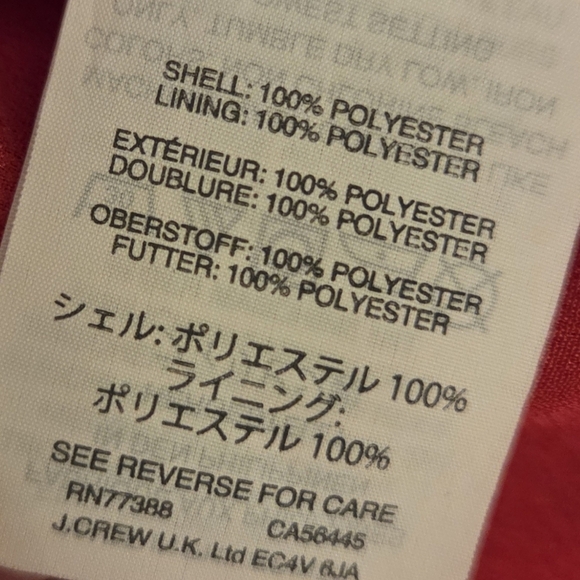 SHELL: 100% POLYESTER
LINING: 100% POLYESTER
EXTÉRIEUR: 100% POLYESTER
DOUBLURE: 100% POLYESTER
OBERSTOFF: 100% POLYESTER
FUTTER: 100% POLYESTER
シェル: ポリエステル 100%
ライニング:
ポリエステル 100%
SEE REVERSE FOR CARE
RN77388 CA56445
J.CREW U.K. Ltd EC4V 6JA